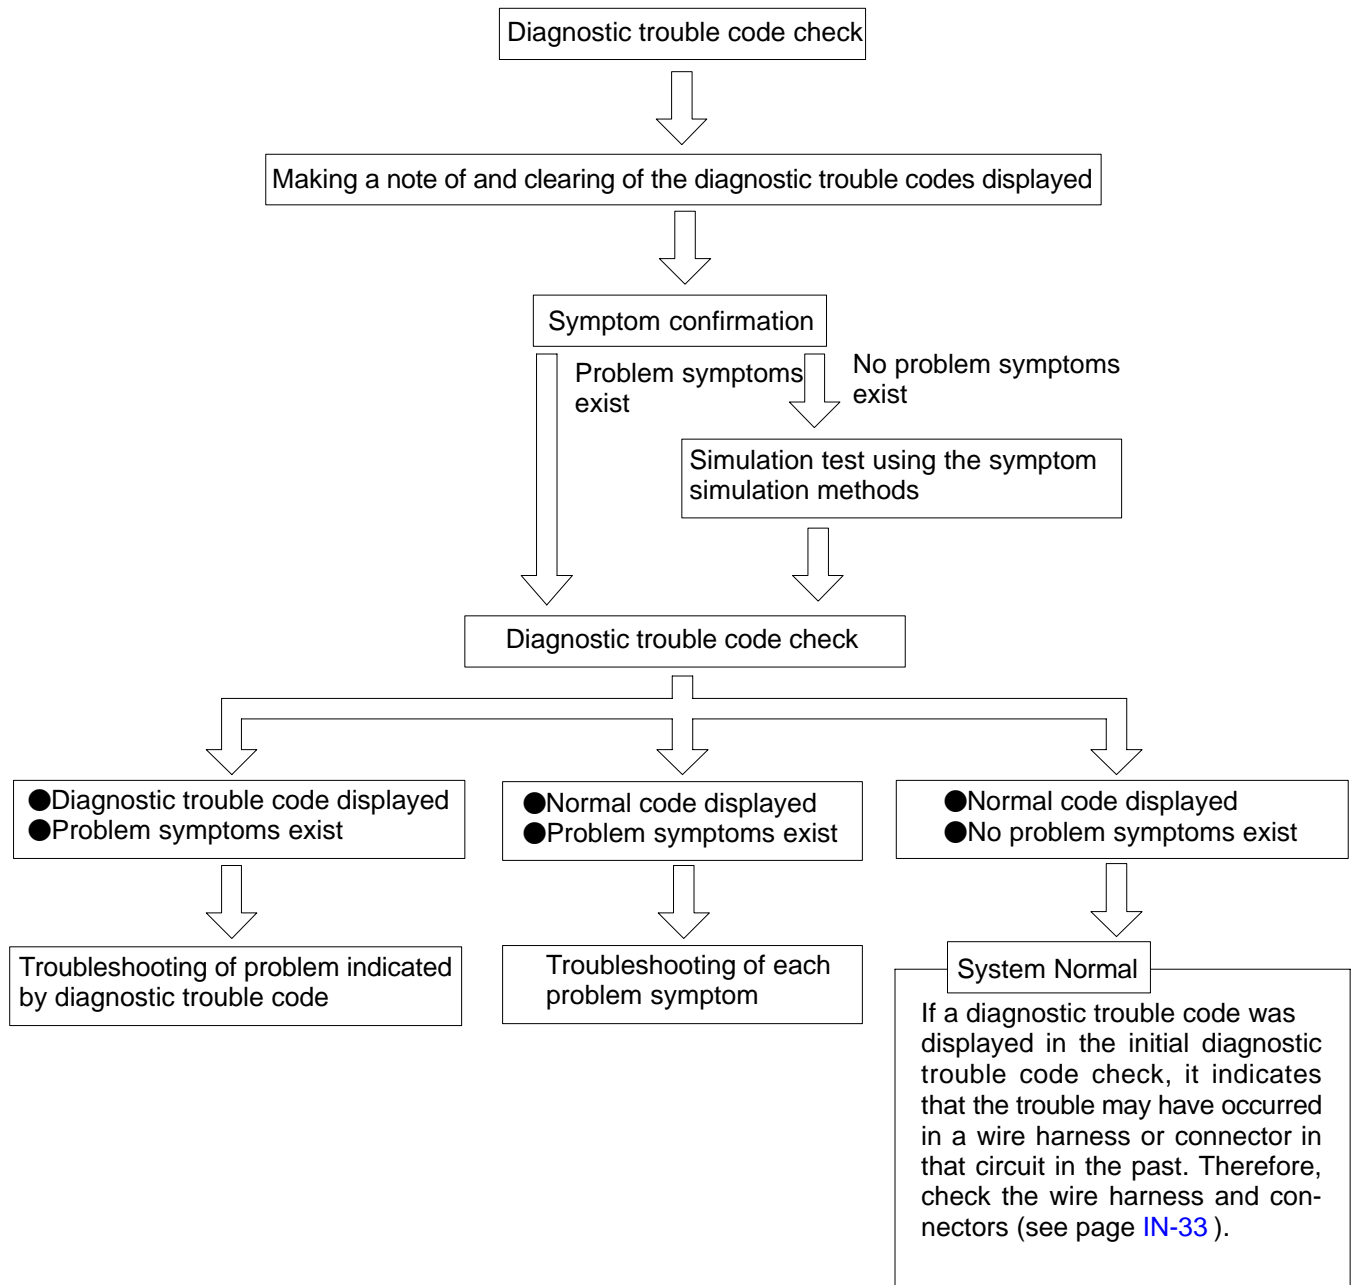 Diagnostic trouble code check
Making a note of and clearing of the diagnostic trouble codes displayed
Symptom confirmation
Problem symptoms
exist
No problem symptoms
exist
Simulation test using the symptom
simulation methods
Diagnostic trouble code check
●Diagnostic trouble code displayed
●Problem symptoms exist
●Normal code displayed
●Problem symptoms exist
●Normal code displayed
●No problem symptoms exist
Troubleshooting of problem indicated
by diagnostic trouble code
Troubleshooting of each
problem symptom
System Normal
If a diagnostic trouble code was
displayed in the initial diagnostic
trouble code check, it indicates
that the trouble may have occurred
in a wire harness or connector in
that circuit in the past. Therefore,
check the wire harness and con-
nectors (see page IN-33 ).